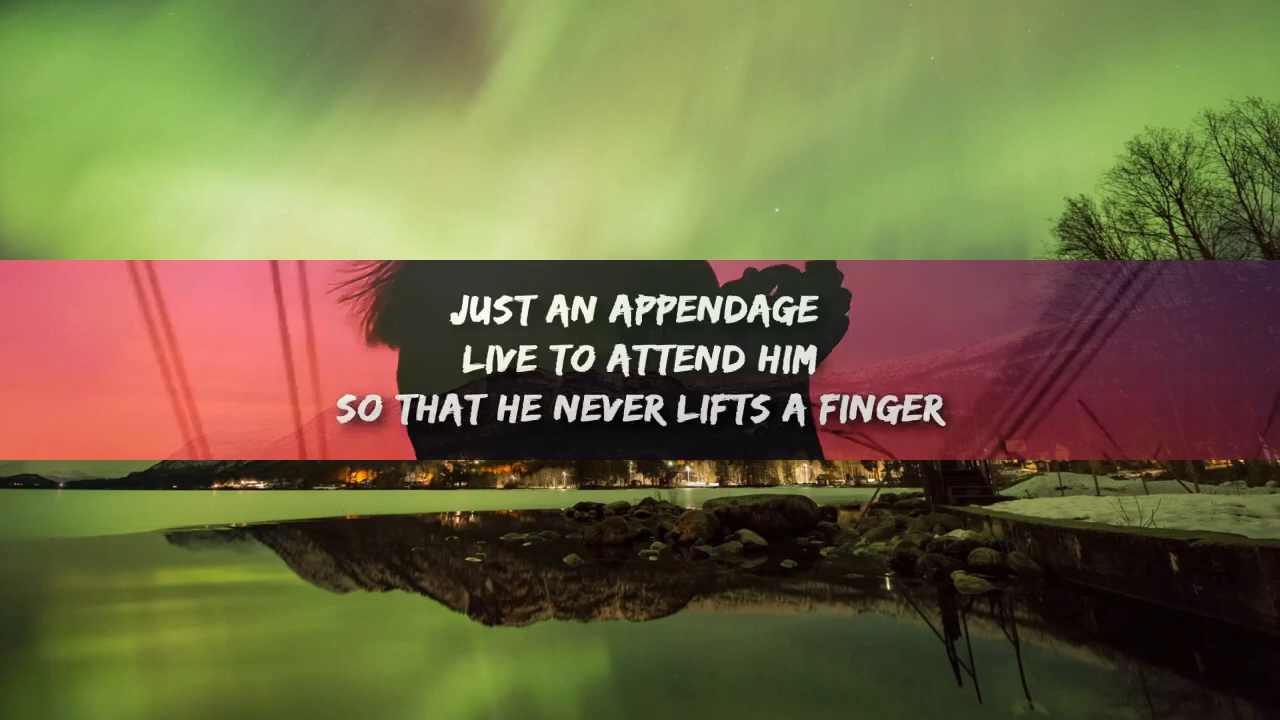 JUST AN APPENDAGE
LIVE TO ATTEND HIM
SO THAT HE NEVER LIFTS A FINGER